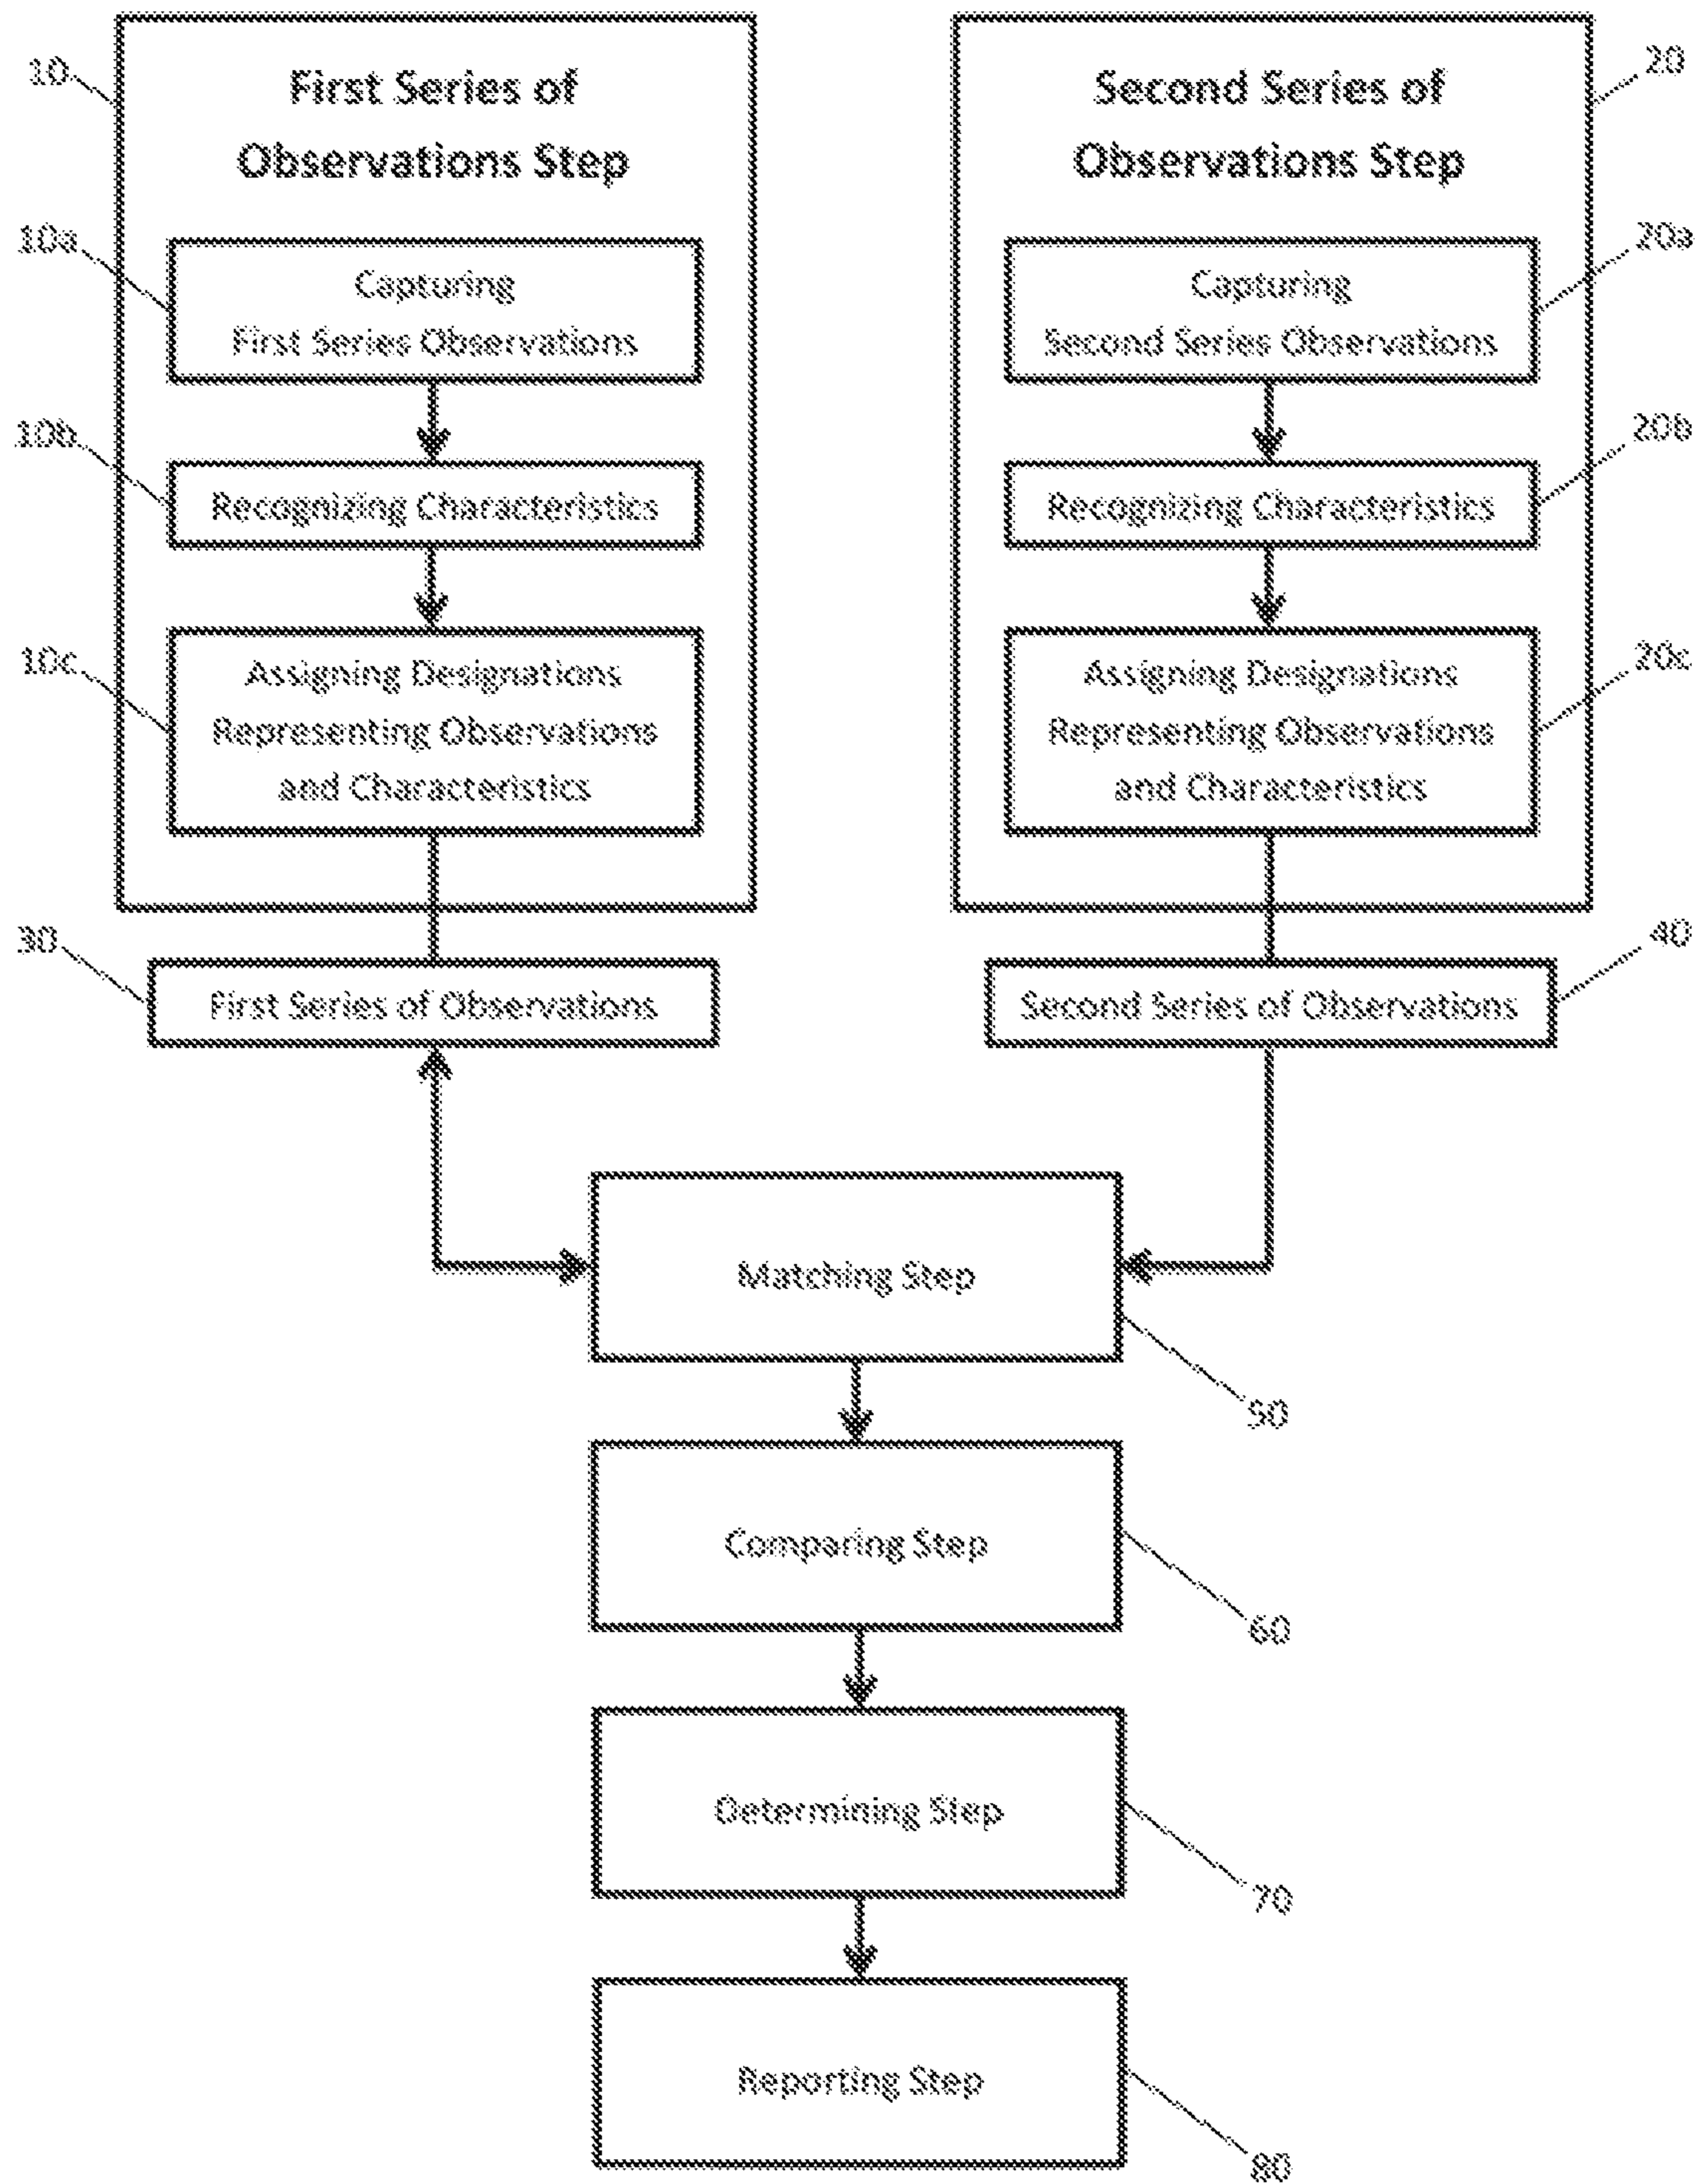 10
First Series of
Observations Step
10a
Capturing
First Series Observations
10b
Recognizing Characteristics
10c
Assigning Designations
Representing Observations
and Characteristics
30
First Series of Observations
20
Second Series of
Observations Step
20a
Capturing
Second Series Observations
20b
Recognizing Characteristics
20c
Assigning Designations
Representing Observations
and Characteristics
40
Second Series of Observations
Matching Step
50
Comparing Step
60
Determining Step
70
Reporting Step
80